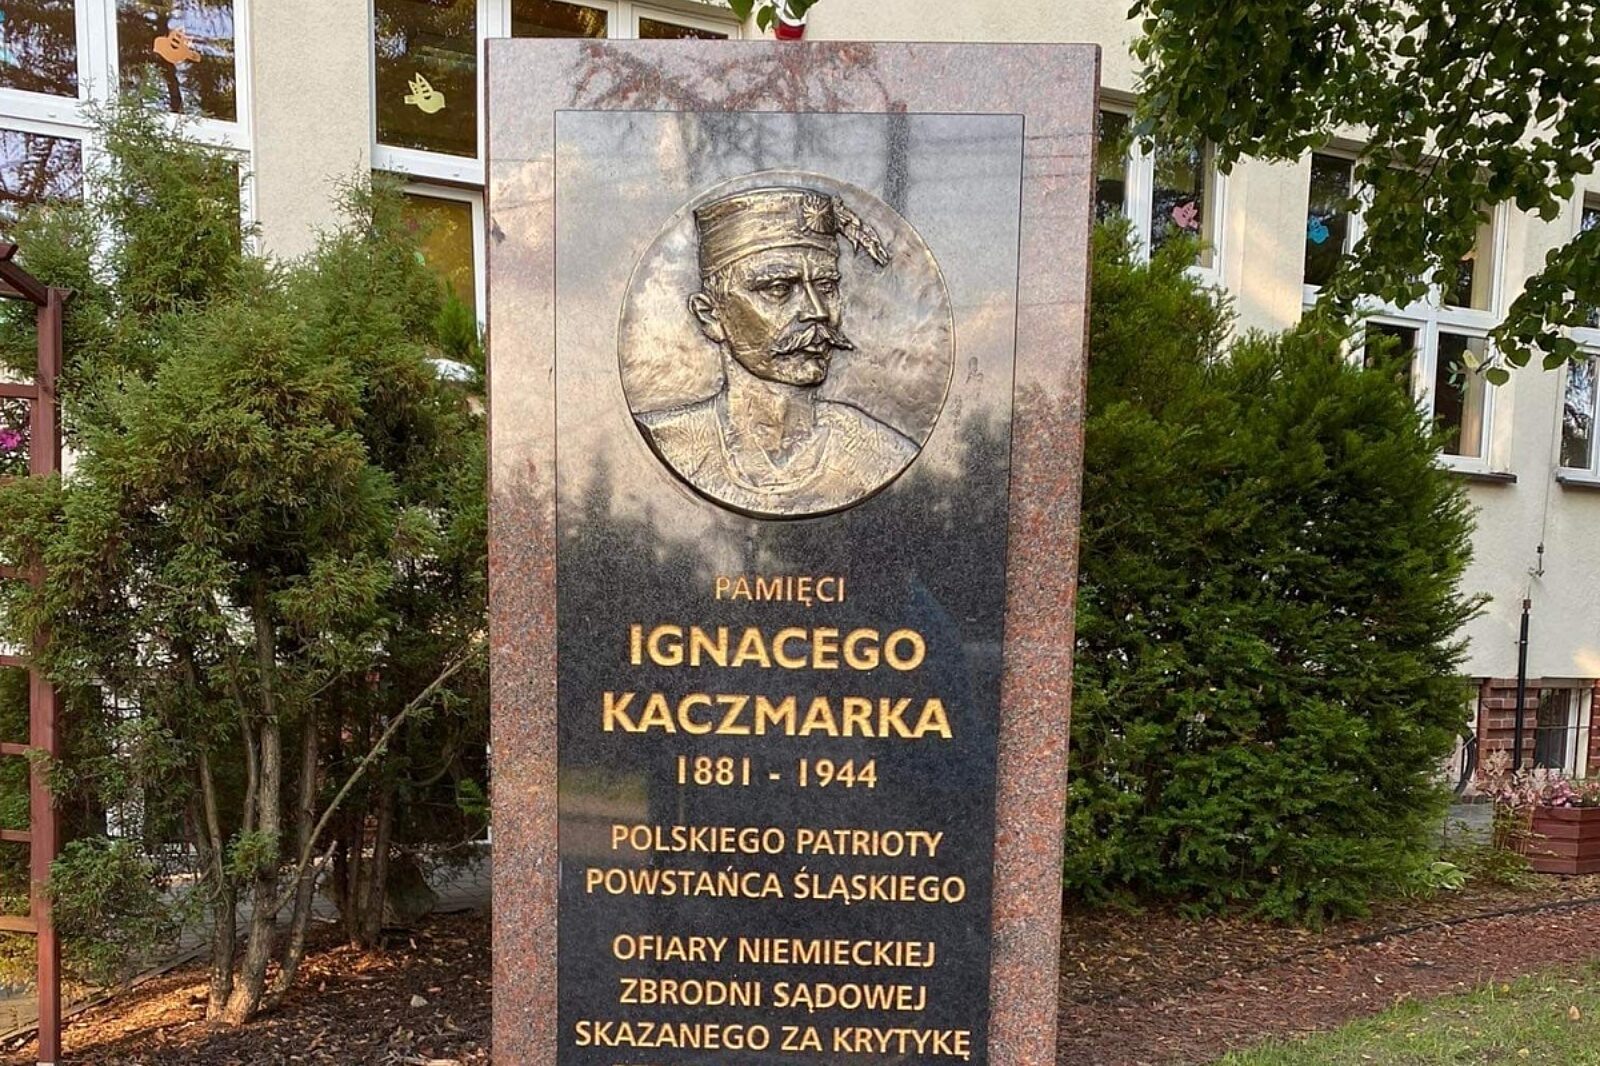 PAMIĘCI
IGNACEGO
KACZMARKA
1881 - 1944
POLSKIEGO PATRIOTY
POWSTAŃCA ŚLĄSKIEGO
OFIARY NIEMIECKIEJ
ZBRODNI SĄDOWEJ
SKAZANEGO ZA KRYTYKĘ